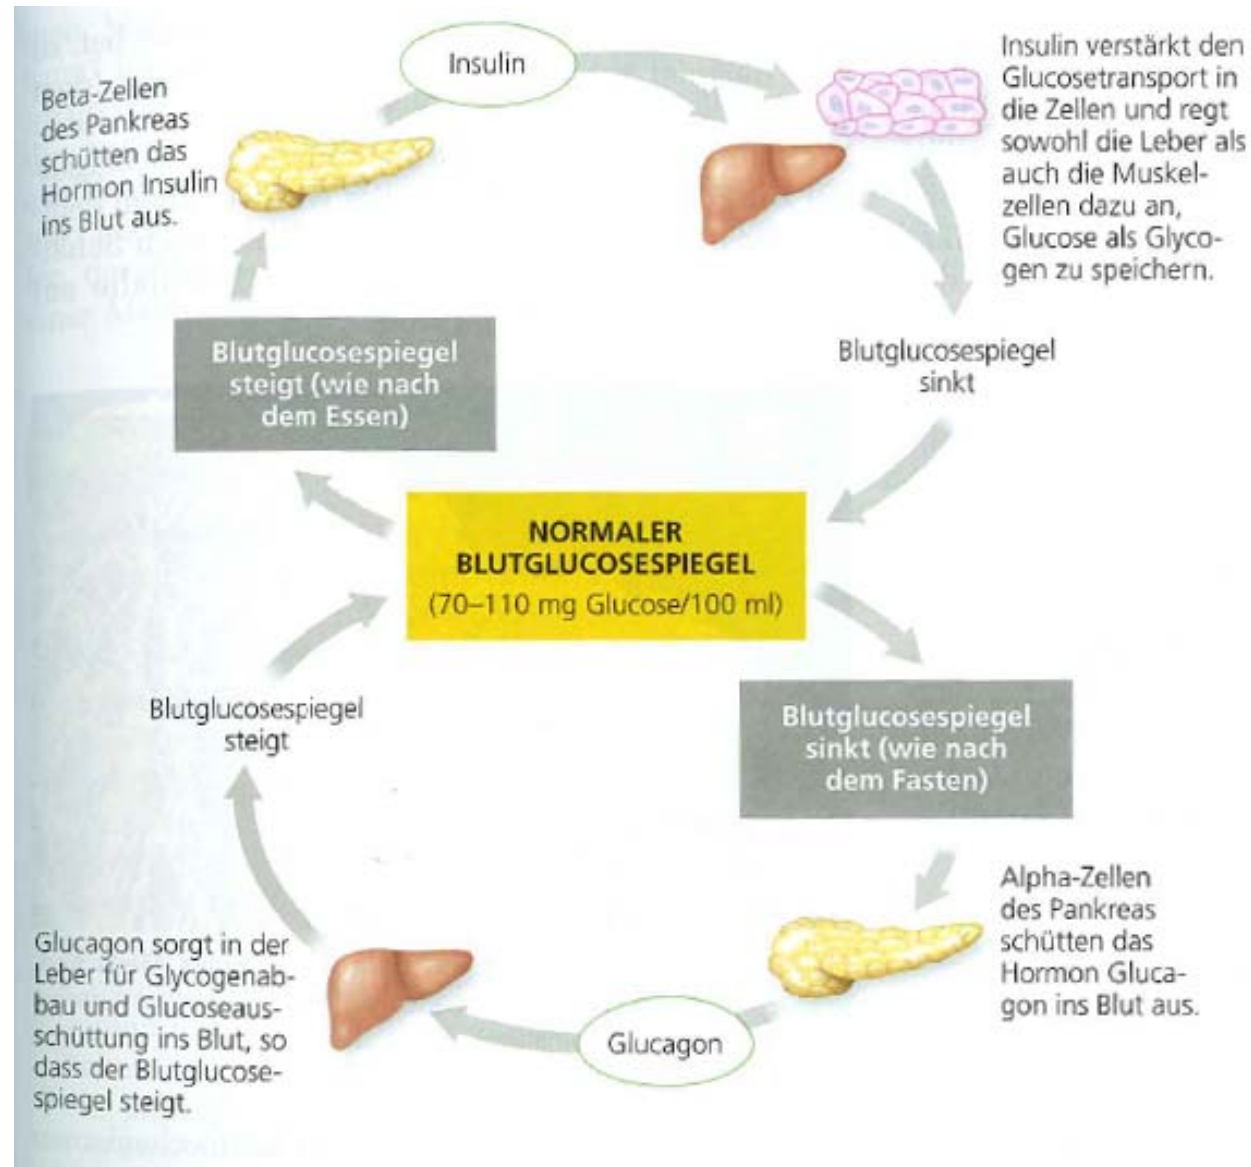 Insulin
Beta-Zellen
des Pankreas
schütten das
Hormon Insulin
ins Blut aus.
Insulin verstärkt den
Glucosetransport in
die Zellen und regt
sowohl die Leber als
auch die Muskel-
zellen dazu an,
Glucose als Glyco-
gen zu speichern.
Blutglucosespiegel
steigt (wie nach
dem Essen)
Blutglucosespiegel
sinkt
NORMALER
BLUTGLUCOSESPIEGEL
(70–110 mg Glucose/100 ml)
Blutglucosespiegel
steigt
Blutglucosespiegel
sinkt (wie nach
dem Fasten)
Alpha-Zellen
des Pankreas
schütten das
Hormon Gluca-
gon ins Blut aus.
Glucagon
Glucagon sorgt in der
Leber für Glycogenab-
bau und Glucoseaus-
schüttung ins Blut, so
dass der Blutglucose-
spiegel steigt.